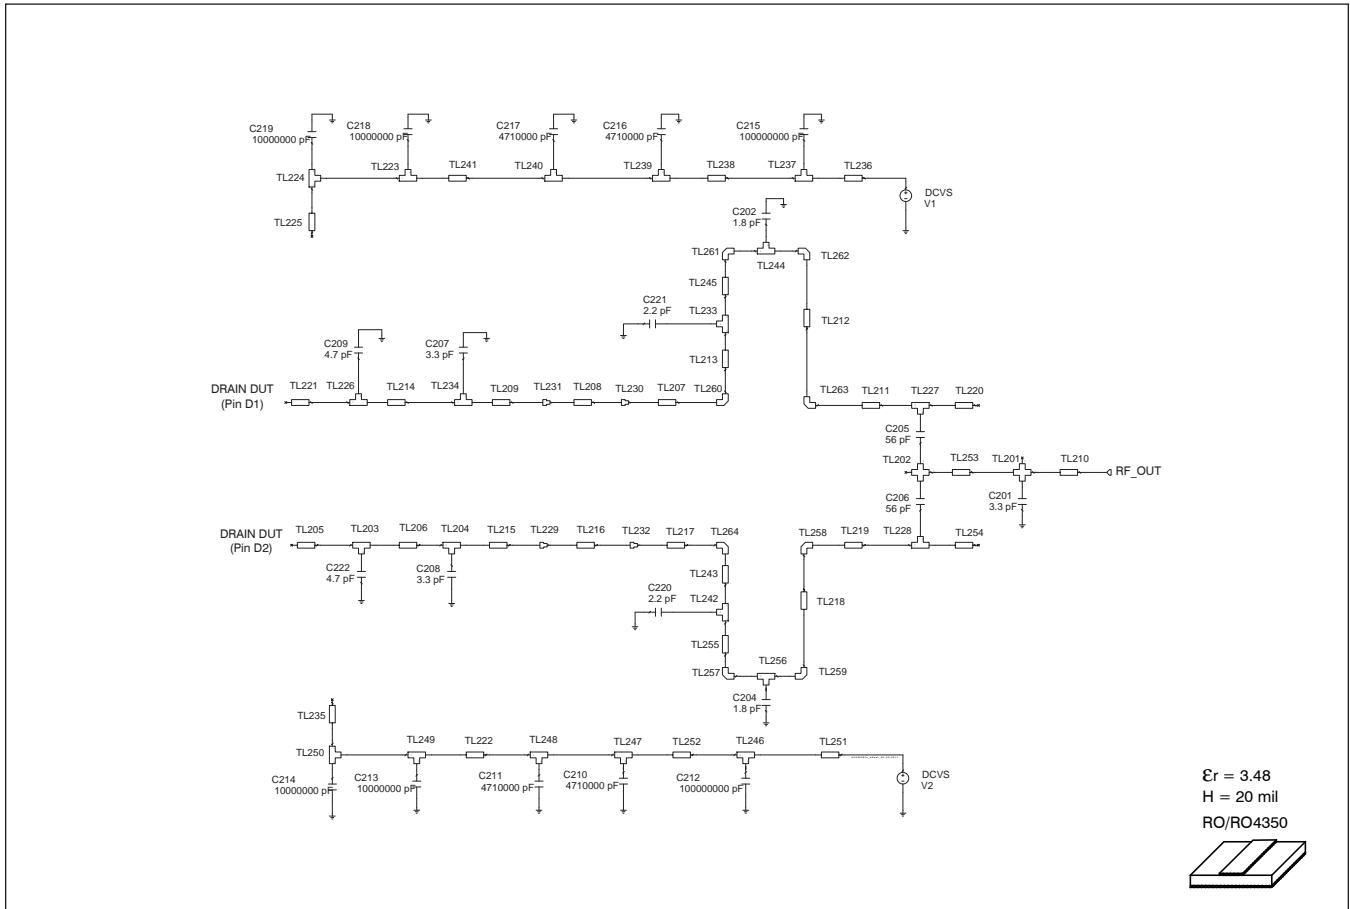 C219
10000000 pF
C218
10000000 pF
C217
4710000 pF
C216
4710000 pF
C215
100000000 pF
TL224
TL223
TL241
TL240
TL239
TL238
TL237
TL236
TL225
DCVS
V1
C202
1.8 pF
TL261
TL244
TL262
TL245
C221
2.2 pF
TL233
TL212
TL213
C209
4.7 pF
C207
3.3 pF
DRAIN DUT
(Pin D1)
TL221
TL226
TL214
TL234
TL209
TL231
TL208
TL230
TL207
TL260
TL263
TL211
TL227
TL220
C205
56 pF
TL202
TL253
TL201
TL210
RF_OUT
C206
56 pF
C201
3.3 pF
DRAIN DUT
(Pin D2)
TL205
TL203
TL206
TL204
TL215
TL229
TL216
TL232
TL217
TL264
TL258
TL219
TL228
TL254
C222
4.7 pF
C208
3.3 pF
TL243
C220
2.2 pF
TL242
TL218
TL255
TL257
TL256
TL259
C204
1.8 pF
TL235
TL250
TL249
TL222
TL248
TL247
TL252
TL246
TL251
C214
10000000 pF
C213
10000000 pF
C211
4710000 pF
C210
4710000 pF
C212
100000000 pF
DCVS
V2
Ɛr = 3.48
H = 20 mil
RO/RO4350